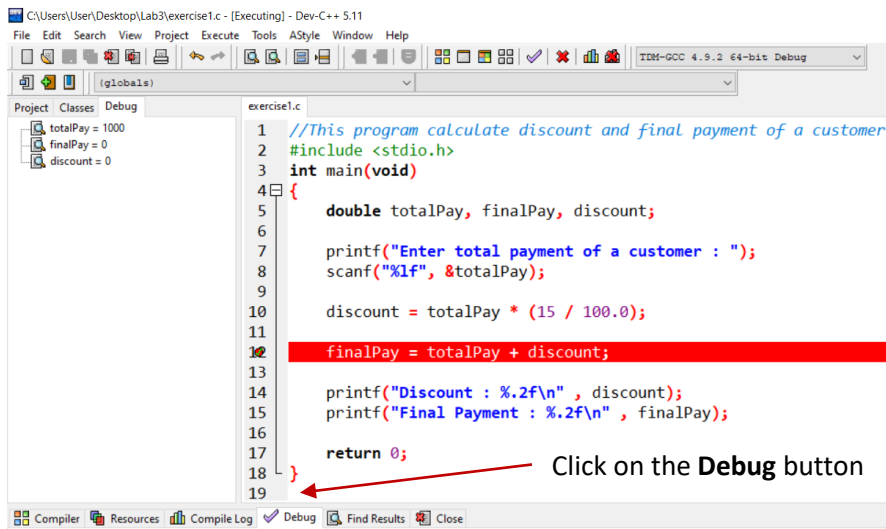 C:\Users\User\Desktop\Lab3\exercise1.c - [Executing] - Dev-C++ 5.11
File Edit Search View Project Execute Tools AStyle Window Help
TDM-GCC 4.9.2 64-bit Debug
(globals)
Project Classes Debug
exercise1.c
totalPay = 1000
finalPay = 0
discount = 0
1 //This program calculate discount and final payment of a customer
2 #include <stdio.h>
3 int main(void)
4 {
5 double totalPay, finalPay, discount;
6
7 printf("Enter total payment of a customer : ");
8 scanf("%lf", &totalPay);
9
10 discount = totalPay * (15 / 100.0);
11
12 finalPay = totalPay + discount;
13
14 printf("Discount : %.2f\n" , discount);
15 printf("Final Payment : %.2f\n" , finalPay);
16
17 return 0;
18 }
19
Click on the Debug button
Compiler Resources Compile Log Debug Find Results Close